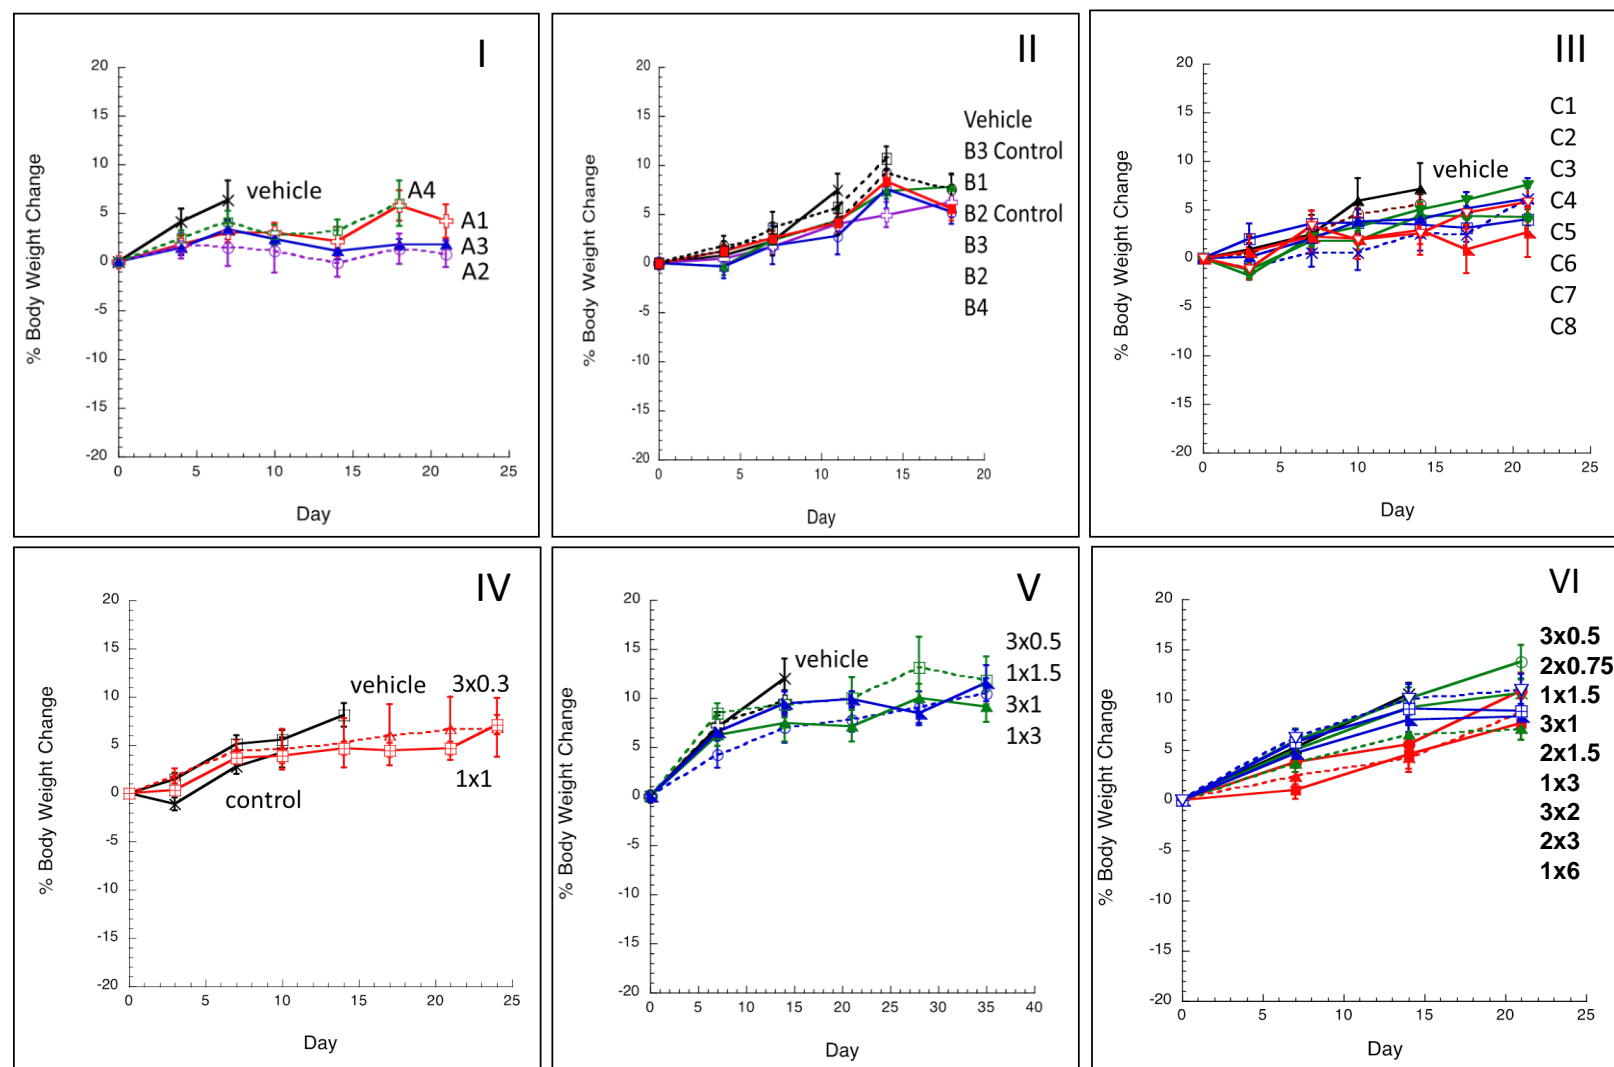 I
20
15
10
5
0
-5
-10
-15
-20
0
5
10
15
20
25
% Body Weight Change
Day
vehicle
A4
A1
A3
A2
II
20
15
10
5
0
-5
-10
-15
-20
0
5
10
15
20
% Body Weight Change
Day
Vehicle
B3 Control
B1
B2 Control
B3
B2
B4
III
20
15
10
5
0
-5
-10
-15
-20
0
5
10
15
20
25
% Body Weight Change
Day
vehicle
C1
C2
C3
C4
C5
C6
C7
C8
IV
20
15
10
5
0
-5
-10
-15
-20
0
5
10
15
20
25
% Body Weight Change
Day
vehicle
3x0.3
1x1
control
V
20
15
10
5
0
-5
-10
-15
-20
0
5
10
15
20
25
30
35
40
% Body Weight Change
Day
vehicle
3x0.5
1x1.5
3x1
1x3
VI
20
15
10
5
0
-5
-10
-15
-20
0
5
10
15
20
25
% Body Weight Change
Day
3x0.5
2x0.75
1x1.5
3x1
2x1.5
1x3
3x2
2x3
1x6